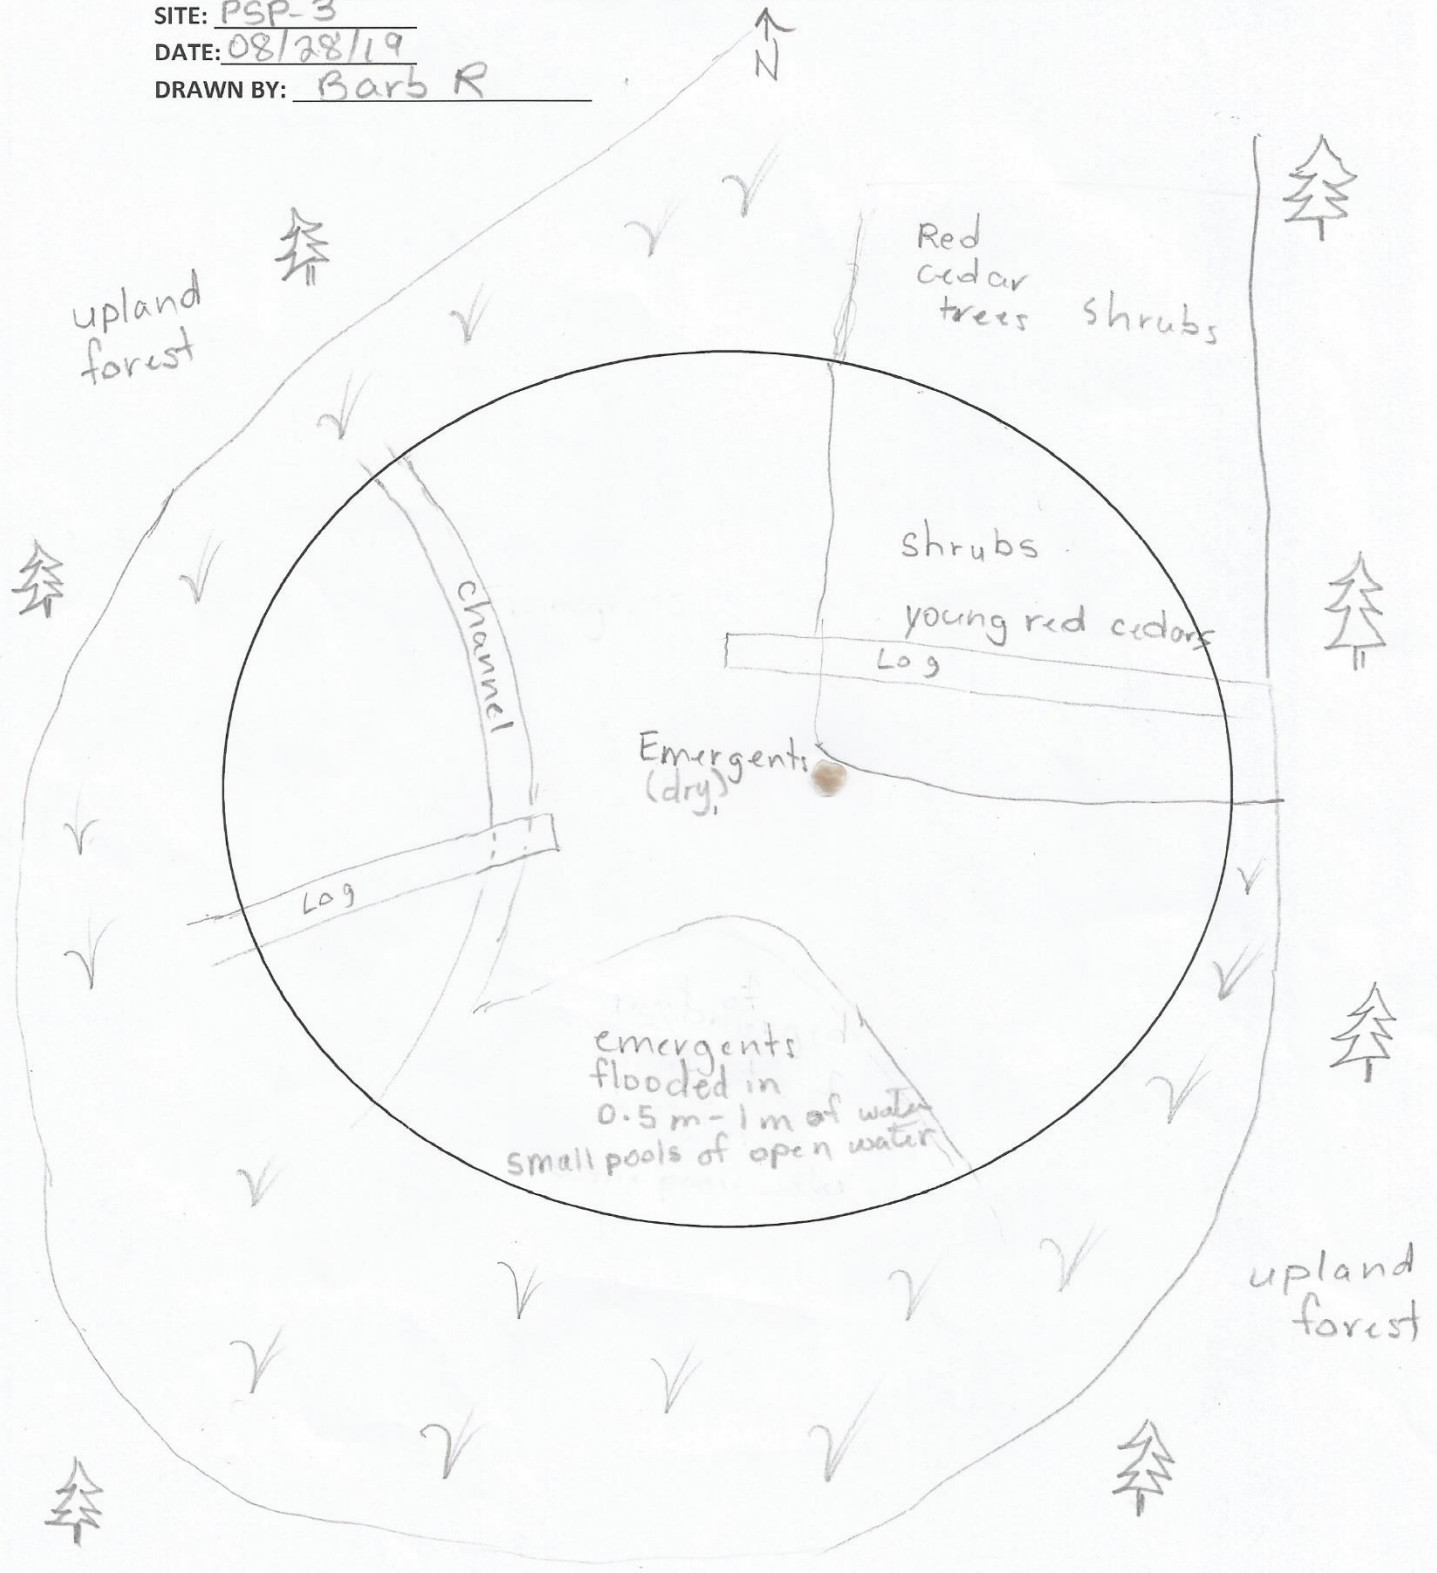 SITE: PSP-3
DATE: 08/28/19
DRAWN BY: Barb R
N
Red
cedar
trees
shrubs
upland
forest
shrubs
young red cedars
Log
channel
Emergents
(dry)
Log
emergents
flooded in
0.5 m - 1 m of water
small pools of open water
upland
forest